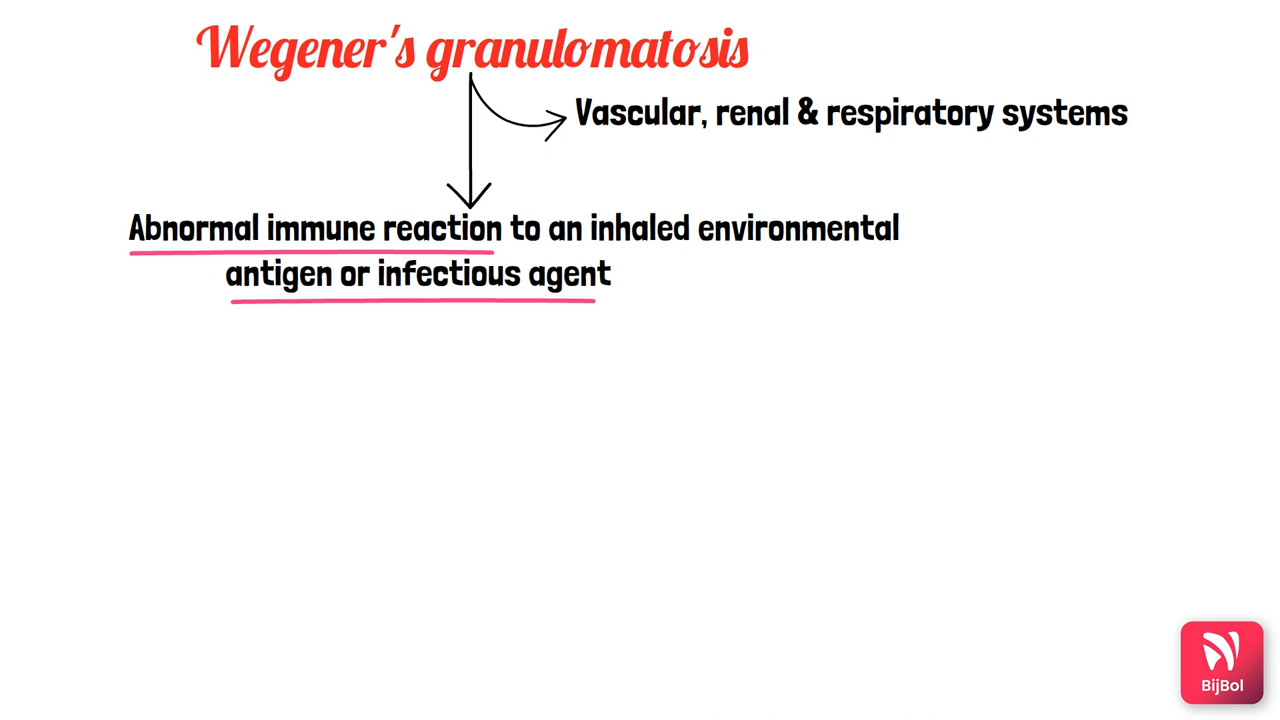 Wegener's granulomatosis
Vascular, renal & respiratory systems
Abnormal immune reaction to an inhaled environmental
antigen or infectious agent
BijBol